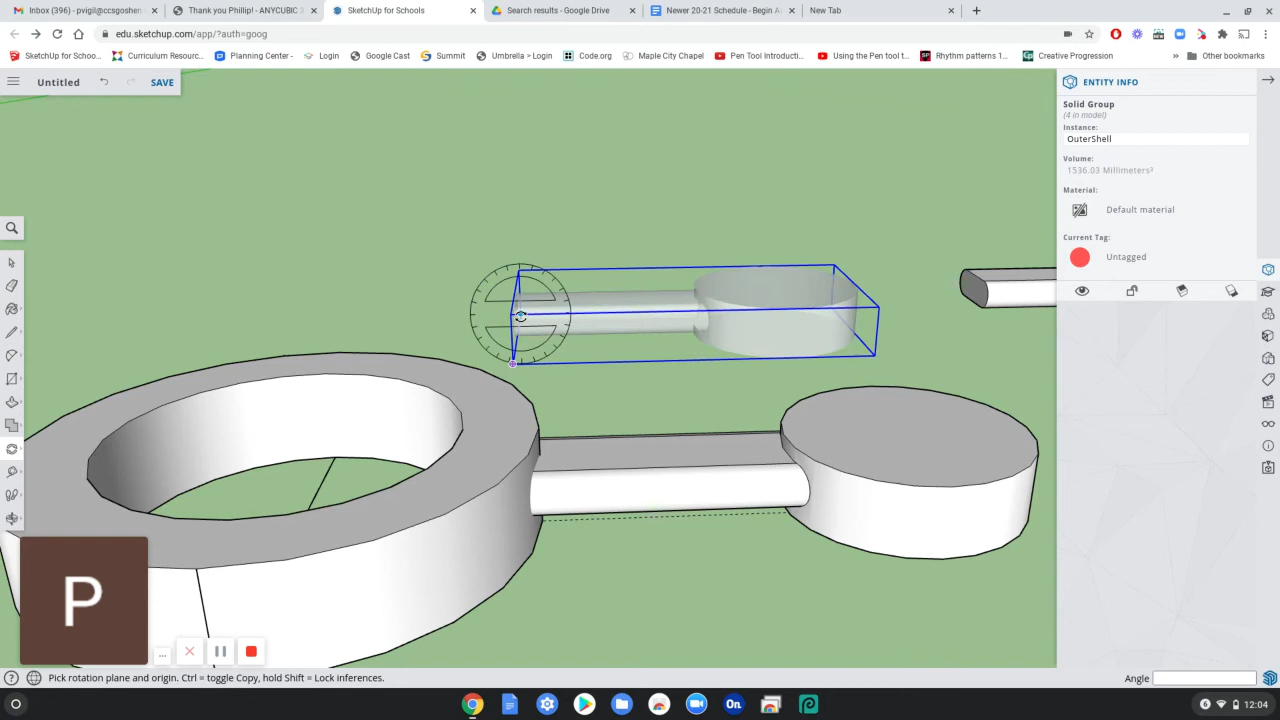 Inbox (396) - pvigil@ccsgoshen
Thank you Phillip! - ANYCUBIC 3
SketchUp for Schools
Search results - Google Drive
Newer 20-21 Schedule - Begin A
New Tab
edu.sketchup.com/app/?auth=goog
SketchUp for Schools
Curriculum Resourc...
Planning Center -
Login
Google Cast
Summit
Umbrella > Login
Code.org
Maple City Chapel
Pen Tool Introducti...
Using the Pen tool t...
Rhythm patterns 1...
Creative Progression
»
Other bookmarks
Untitled
SAVE
ENTITY INFO
Solid Group
(4 in model)
Instance:
OuterShell
Volume:
1536.03 Millimeters³
Material:
Default material
Current Tag:
Untagged
P
...
Pick rotation plane and origin. Ctrl = toggle Copy, hold Shift = Lock inferences.
Angle
On
6
12:04